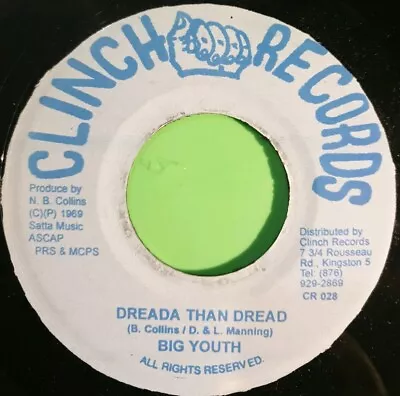 CLINCH RECORDS
Produce by
N. B. Collins
(C)(P) 1969
Satta Music
ASCAP
PRS & MCPS
Distributed by
Clinch Records
7 3/4 Rousseau
Rd., Kingston 5
Tel: (876)
929-2869
CR 028
DREADA THAN DREAD
(B. Collins / D. & L. Manning)
BIG YOUTH
ALL RIGHTS RESERVED.